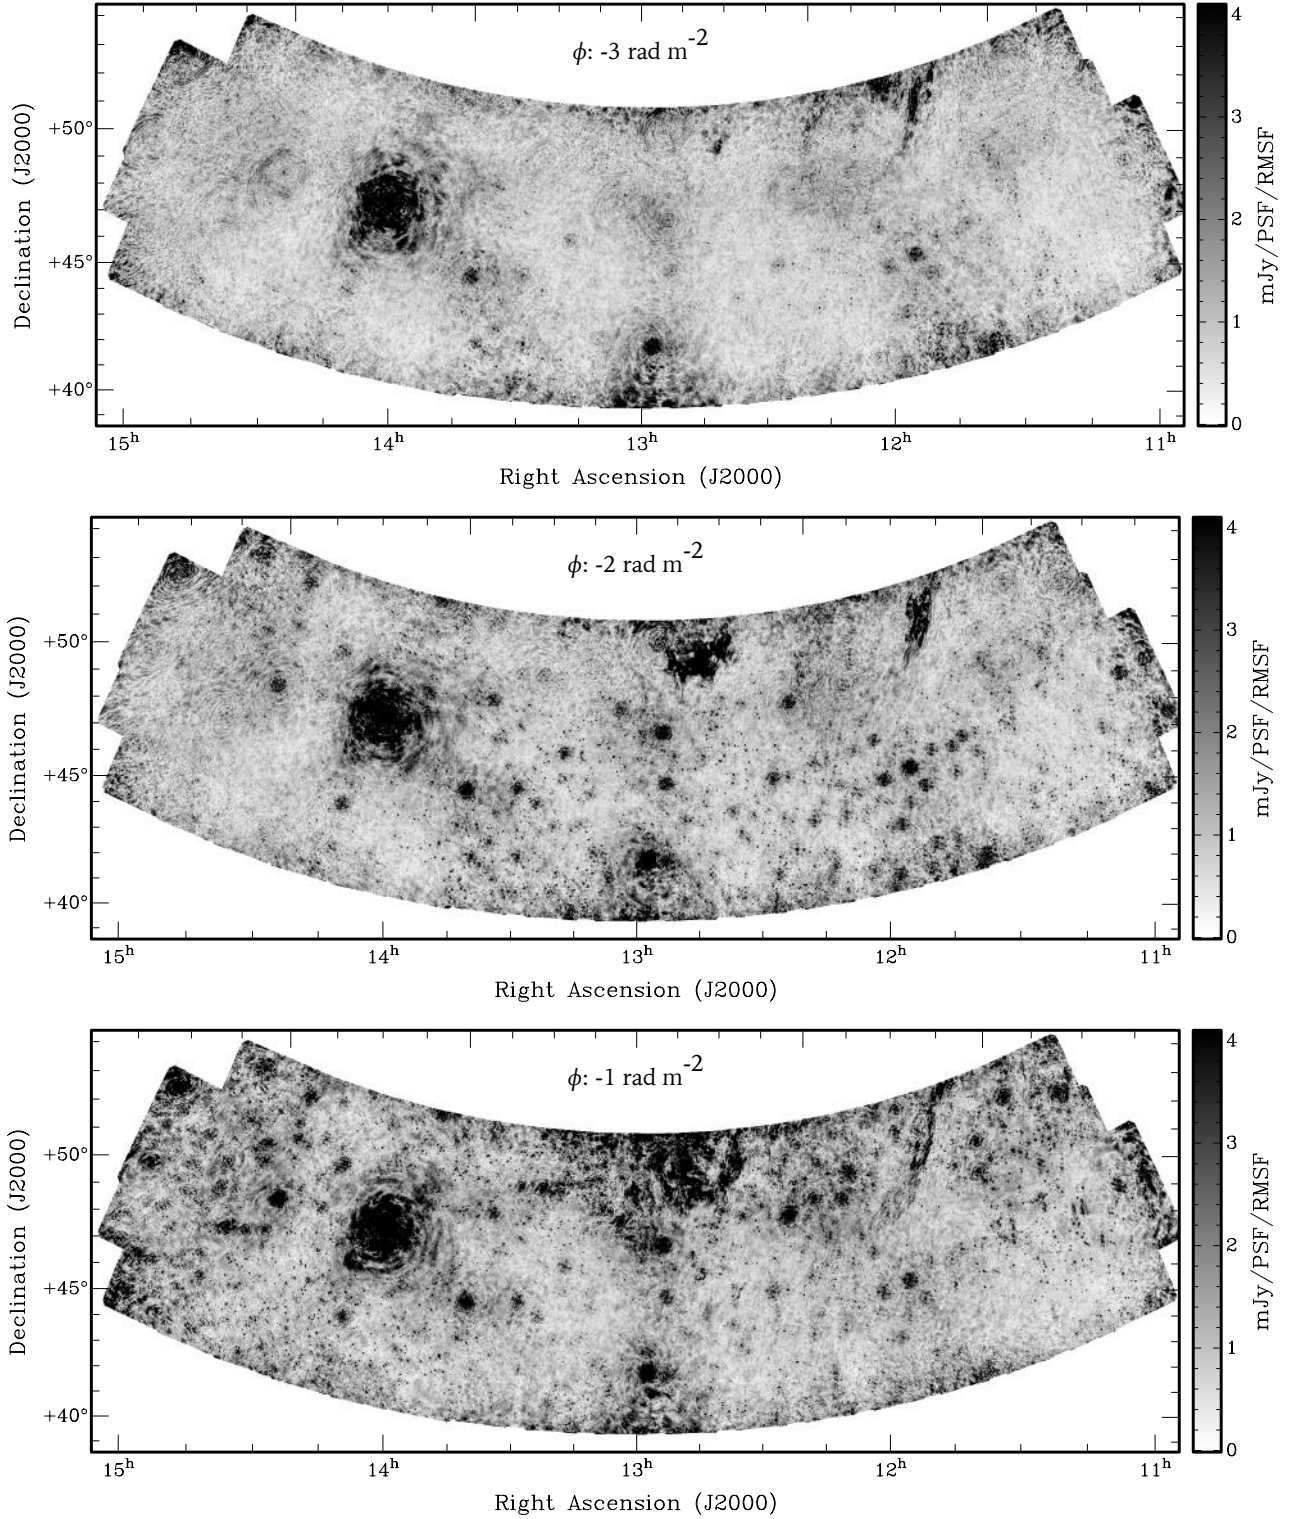 ϕ: -3 rad m-2
Declination (J2000)
+50°
+45°
+40°
15h 14h 13h 12h 11h
Right Ascension (J2000)
4
3
2
1
0
mJy/PSF/RMSF
ϕ: -2 rad m-2
Declination (J2000)
+50°
+45°
+40°
15h 14h 13h 12h 11h
Right Ascension (J2000)
4
3
2
1
0
mJy/PSF/RMSF
ϕ: -1 rad m-2
Declination (J2000)
+50°
+45°
+40°
15h 14h 13h 12h 11h
Right Ascension (J2000)
4
3
2
1
0
mJy/PSF/RMSF